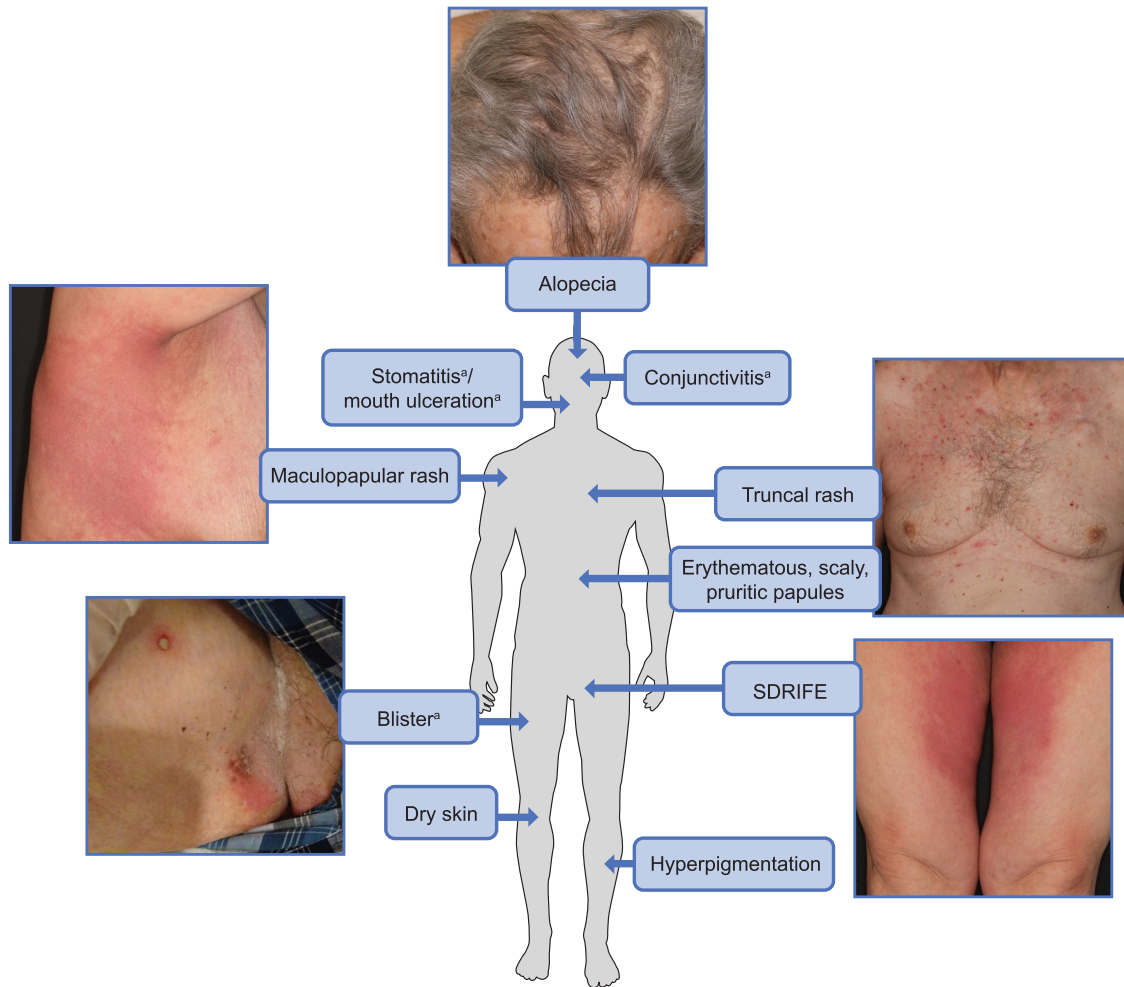 Alopecia
Stomatitisᵃ/
mouth ulcerationᵃ
Conjunctivitisᵃ
Maculopapular rash
Truncal rash
Erythematous, scaly,
pruritic papules
SDRIFE
Blisterᵃ
Dry skin
Hyperpigmentation